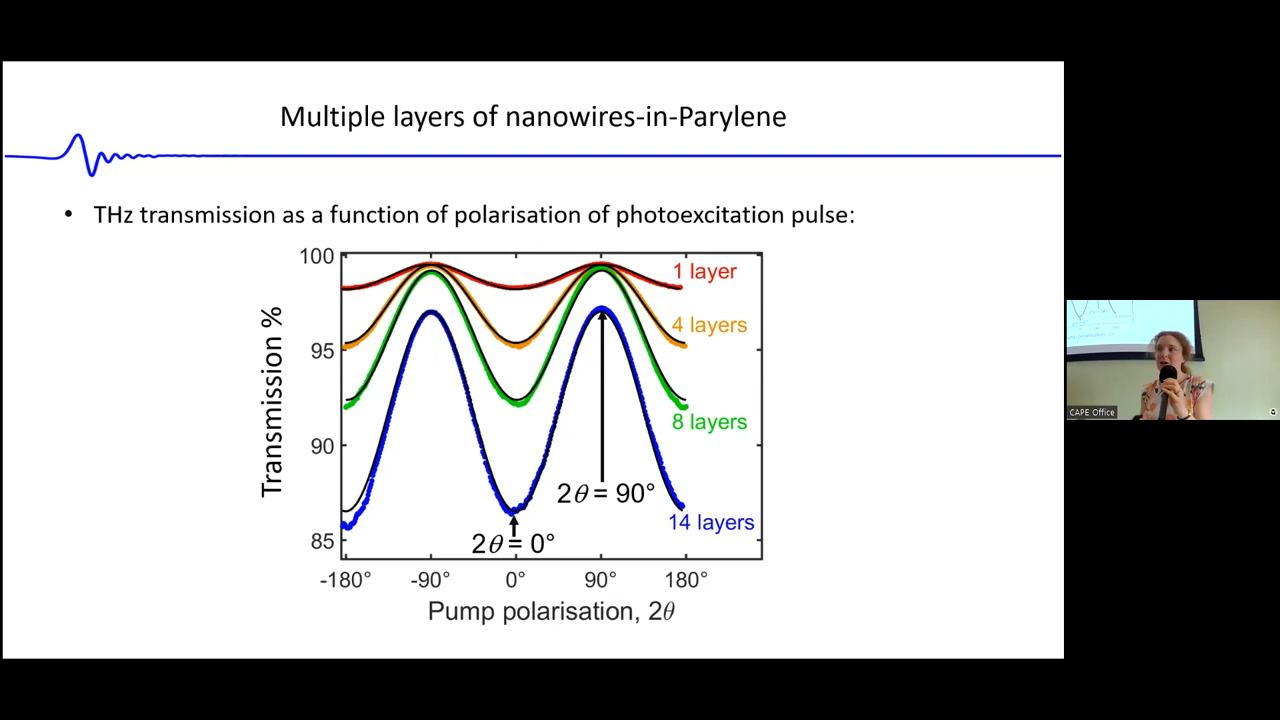 Multiple layers of nanowires-in-Parylene
• THz transmission as a function of polarisation of photoexcitation pulse:
Transmission %
100
95
90
85
1 layer
4 layers
8 layers
14 layers
2θ = 90°
2θ = 0°
-180° -90° 0° 90° 180°
Pump polarisation, 2θ
CAPE Office